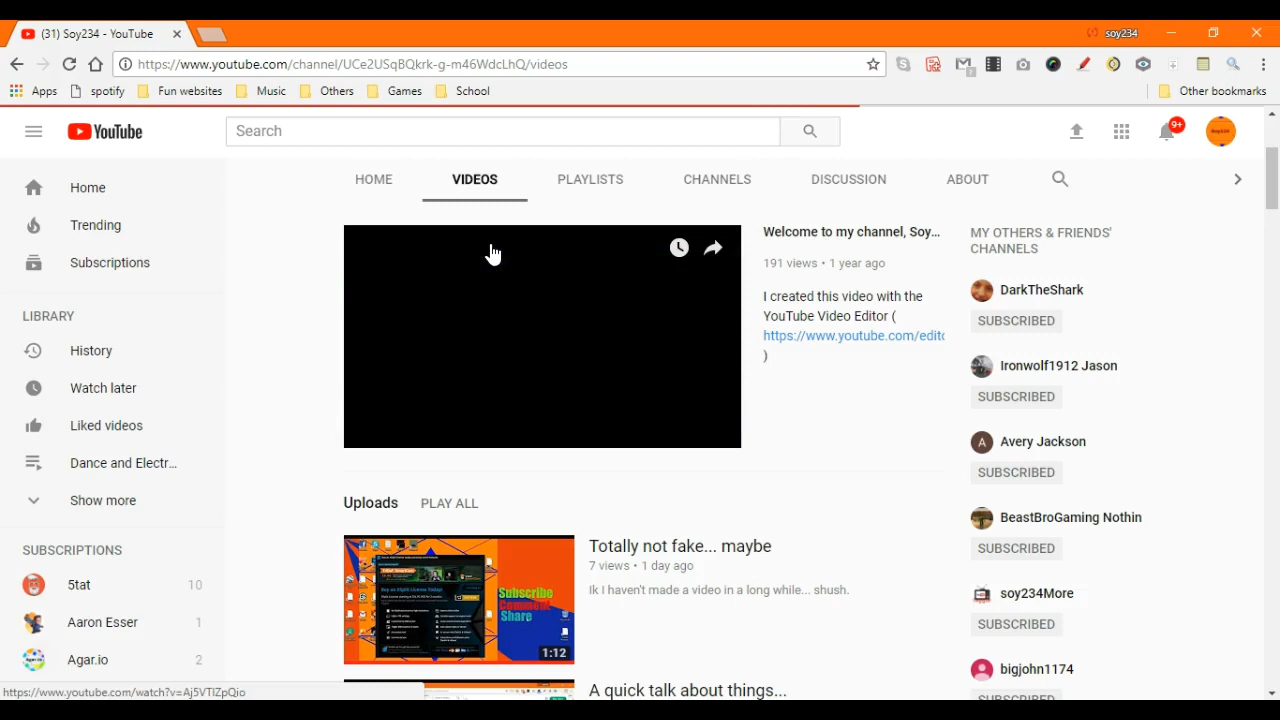 (31) Soy234 - YouTube
soy234
https://www.youtube.com/channel/UCe2USqBQkrk-g-m46WdcLhQ/videos
Apps spotify Fun websites Music Others Games School Other bookmarks
YouTube
Search
9+
Home
Trending
Subscriptions
LIBRARY
History
Watch later
Liked videos
Dance and Electr...
Show more
SUBSCRIPTIONS
5tat 10
Aaron Esser 1
Agar.io 2
HOME VIDEOS PLAYLISTS CHANNELS DISCUSSION ABOUT
Welcome to my channel, Soy...
191 views • 1 year ago
I created this video with the
YouTube Video Editor (
https://www.youtube.com/edito
)
Uploads PLAY ALL
Subscribe
Comment
Share
1:12
Totally not fake... maybe
7 views • 1 day ago
Ik I haven't made a video in a long while... shush.
A quick talk about things...
MY OTHERS & FRIENDS'
CHANNELS
DarkTheShark
SUBSCRIBED
Ironwolf1912 Jason
SUBSCRIBED
A Avery Jackson
SUBSCRIBED
BeastBroGaming Nothin
SUBSCRIBED
soy234More
SUBSCRIBED
bigjohn1174
SUBSCRIBED
https://www.youtube.com/watch?v=Aj5VTlZpQio